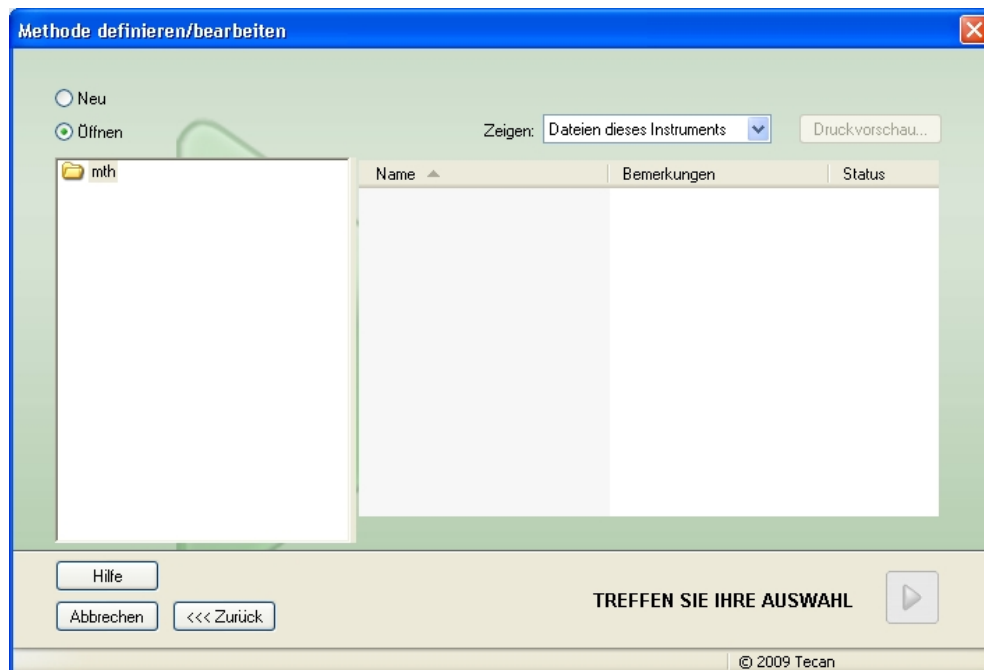 Methode definieren/bearbeiten
Neu
Öffnen
Zeigen: Dateien dieses Instruments Druckvorschau...
mth
Name Bemerkungen Status
Hilfe
Abbrechen <<< Zurück
TREFFEN SIE IHRE AUSWAHL
© 2009 Tecan